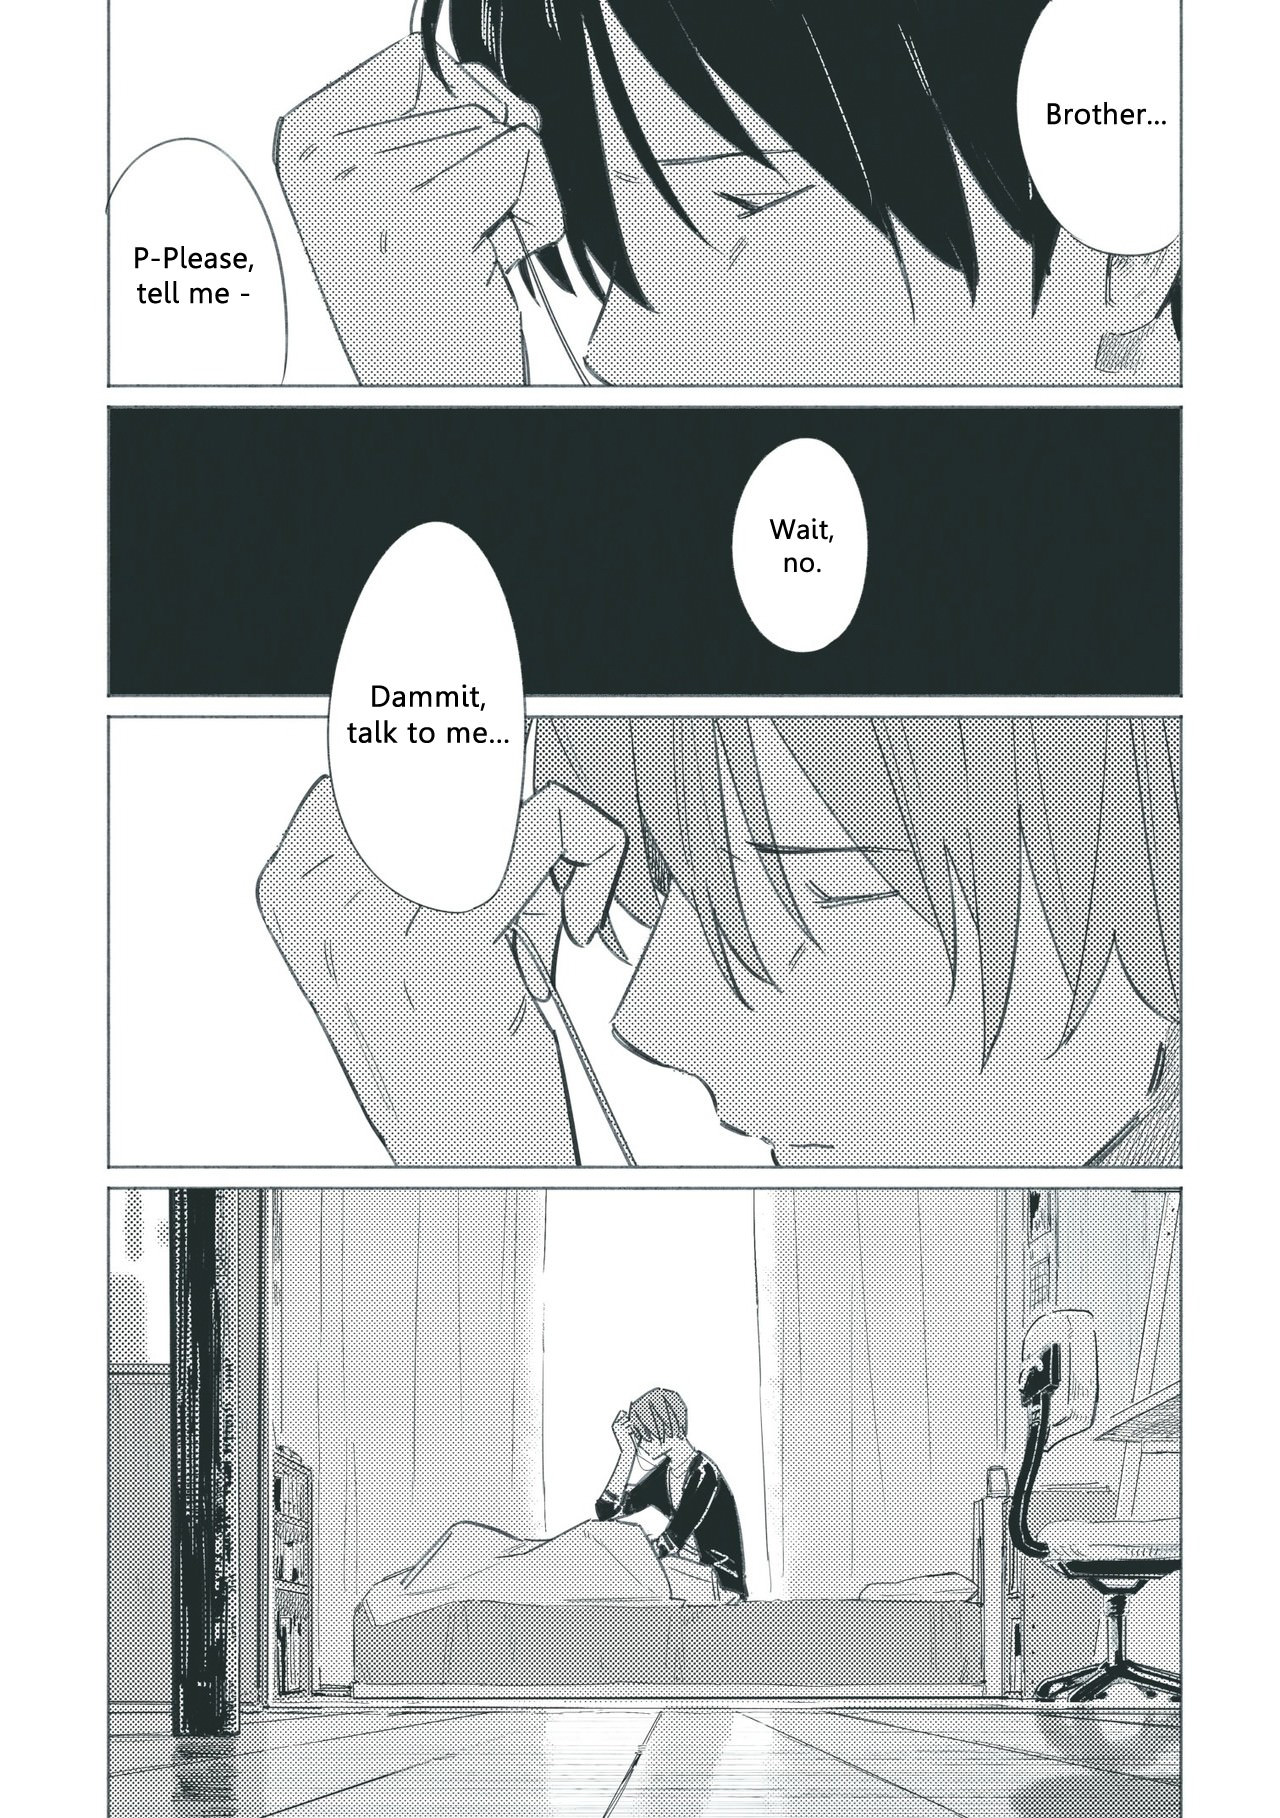 Brother...
P-Please,
tell me -
Wait,
no.
Dammit,
talk to me...